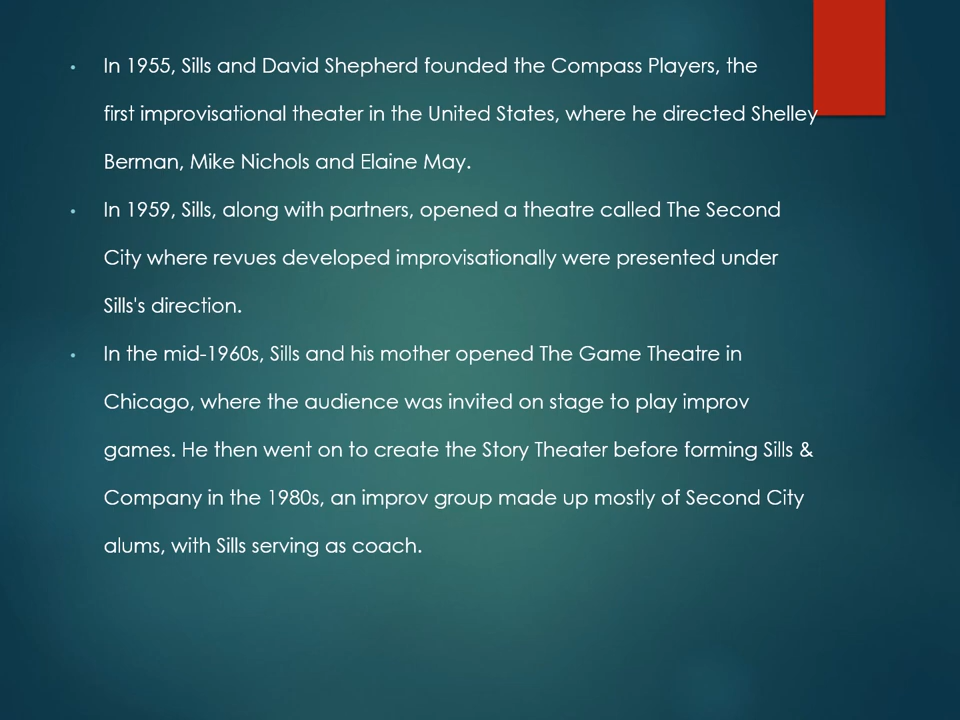 • In 1955, Sills and David Shepherd founded the Compass Players, the
first improvisational theater in the United States, where he directed Shelley
Berman, Mike Nichols and Elaine May.
• In 1959, Sills, along with partners, opened a theatre called The Second
City where revues developed improvisationally were presented under
Sills's direction.
• In the mid-1960s, Sills and his mother opened The Game Theatre in
Chicago, where the audience was invited on stage to play improv
games. He then went on to create the Story Theater before forming Sills &
Company in the 1980s, an improv group made up mostly of Second City
alums, with Sills serving as coach.